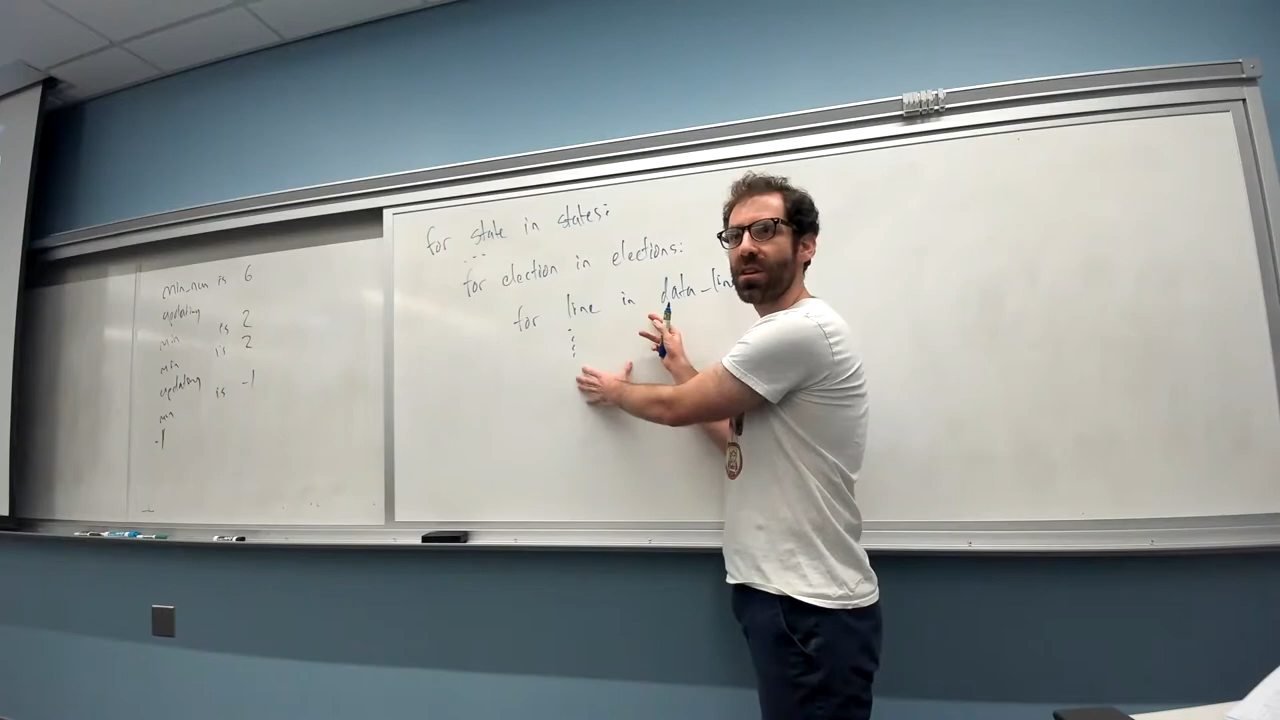 min_num is 6
updating
min is 2
min is 2
updating
min is -1
-1
for state in states:
...
for election in elections:
for line in data_lin